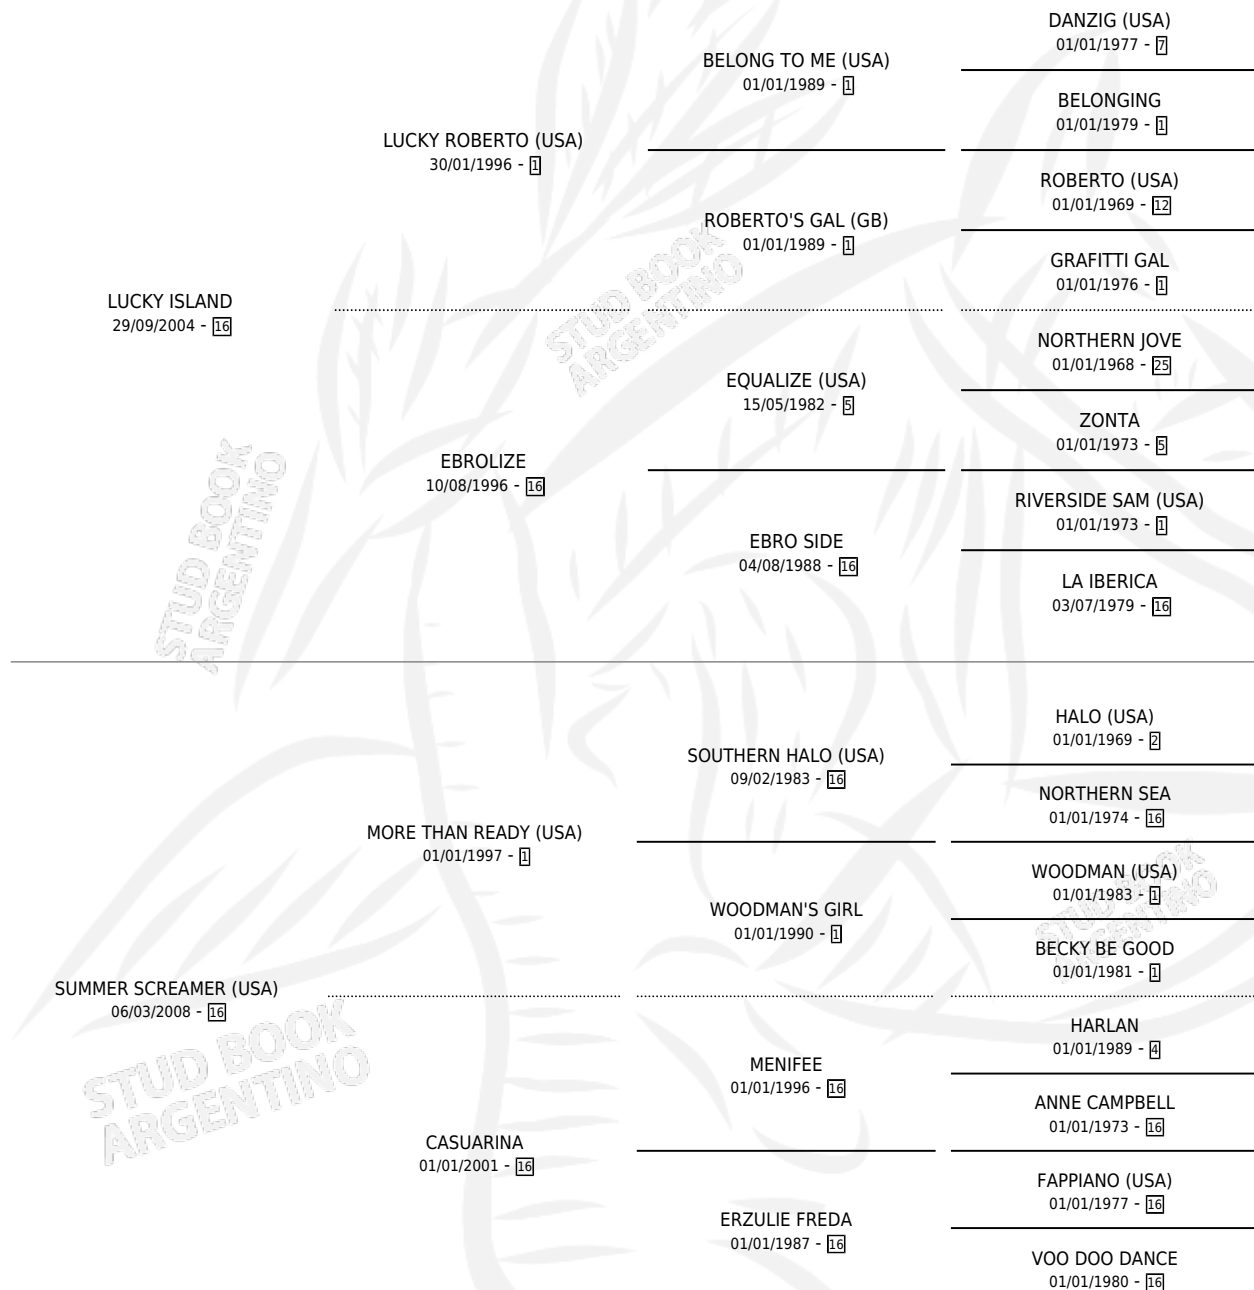 DANZIG (USA)
01/01/1977 - 7
BELONG TO ME (USA)
01/01/1989 - 1
BELONGING
01/01/1979 - 1
LUCKY ROBERTO (USA)
30/01/1996 - 1
ROBERTO (USA)
01/01/1969 - 12
ROBERTO'S GAL (GB)
01/01/1989 - 1
GRAFITTI GAL
01/01/1976 - 1
LUCKY ISLAND
29/09/2004 - 16
STUD BOOK
ARGENTINO
NORTHERN JOVE
01/01/1968 - 25
EQUALIZE (USA)
15/05/1982 - 5
ZONTA
01/01/1973 - 5
EBROLIZE
10/08/1996 - 16
RIVERSIDE SAM (USA)
01/01/1973 - 1
EBRO SIDE
04/08/1988 - 16
LA IBERICA
03/07/1979 - 16
STUD BOOK
ARGENTINO
HALO (USA)
01/01/1969 - 2
SOUTHERN HALO (USA)
09/02/1983 - 16
NORTHERN SEA
01/01/1974 - 16
MORE THAN READY (USA)
01/01/1997 - 1
WOODMAN (USA)
01/01/1983 - 1
WOODMAN'S GIRL
01/01/1990 - 1
BECKY BE GOOD
01/01/1981 - 1
STUD BOOK
ARGENTINO
SUMMER SCREAMER (USA)
06/03/2008 - 16
HARLAN
01/01/1989 - 4
MENIFEE
01/01/1996 - 16
ANNE CAMPBELL
01/01/1973 - 16
STUD BOOK
ARGENTINO
CASUARINA
01/01/2001 - 16
FAPPIANO (USA)
01/01/1977 - 16
ERZULIE FREDA
01/01/1987 - 16
VOO DOO DANCE
01/01/1980 - 16